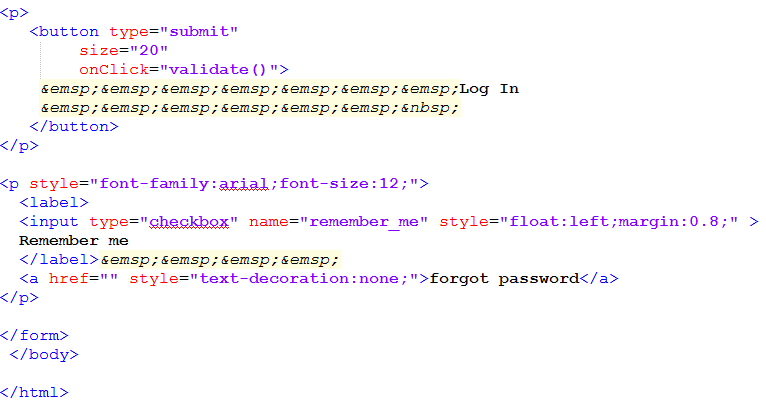 <p>
<button type="submit"
size="20"
onClick="validate()">
&emsp;&emsp;&emsp;&emsp;&emsp;&emsp;&emsp;Log In
&emsp;&emsp;&emsp;&emsp;&emsp;&emsp;&nbsp;
</button>
</p>
<p style="font-family:arial;font-size:12;">
<label>
<input type="checkbox" name="remember_me" style="float:left;margin:0.8;" >
Remember me
</label>&emsp;&emsp;&emsp;&emsp;
<a href="" style="text-decoration:none;">forgot password</a>
</p>
</form>
</body>
</html>